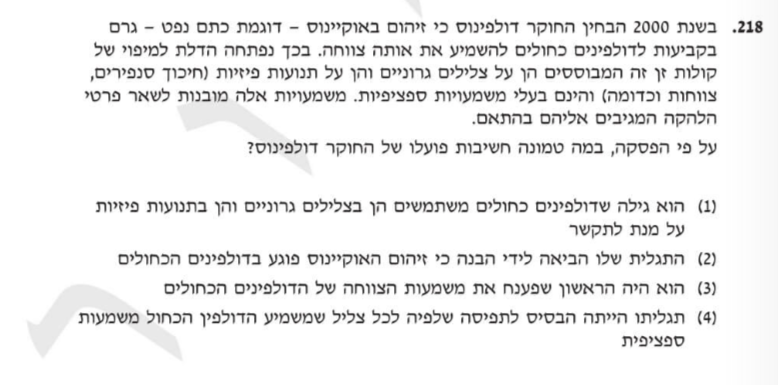 218. בשנת 2000 הבחין החוקר דולפינוס כי זיהום באוקיינוס – דוגמת כתם נפט – גרם
בקביעות לדולפינים כחולים להשמיע את אותה צווחה. בכך נפתחה הדלת למיפוי של
קולות זן זה המבוססים הן על צלילים גרוניים והן על תנועות פיזיות (חיכוך סנפירים,
צווחות וכדומה) והינם בעלי משמעויות ספציפיות. משמעויות אלה מובנות לשאר פרטי
הלהקה המגיבים אליהם בהתאם.
על פי הפסקה, במה טמונה חשיבות פועלו של החוקר דולפינוס?
(1) הוא גילה שדולפינים כחולים משתמשים הן בצלילים גרוניים והן בתנועות פיזיות
על מנת לתקשר
(2) התגלית שלו הביאה לידי הבנה כי זיהום האוקיינוס פוגע בדולפינים הכחולים
(3) הוא היה הראשון שפענח את משמעות הצווחה של הדולפינים הכחולים
(4) תגליתו הייתה הבסיס לתפיסה שלפיה לכל צליל שמשמיע הדולפין הכחול משמעות
ספציפית